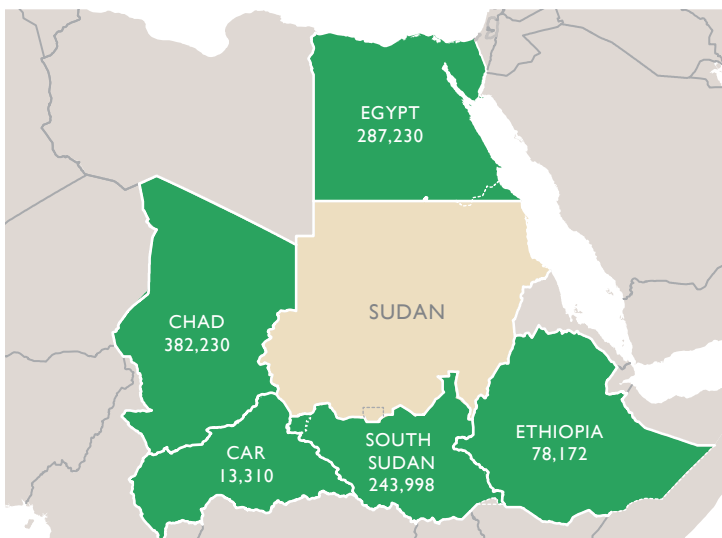 EGYPT
287,230
SUDAN
CHAD
382,230
CAR
13,310
SOUTH
SUDAN
243,998
ETHIOPIA
78,172